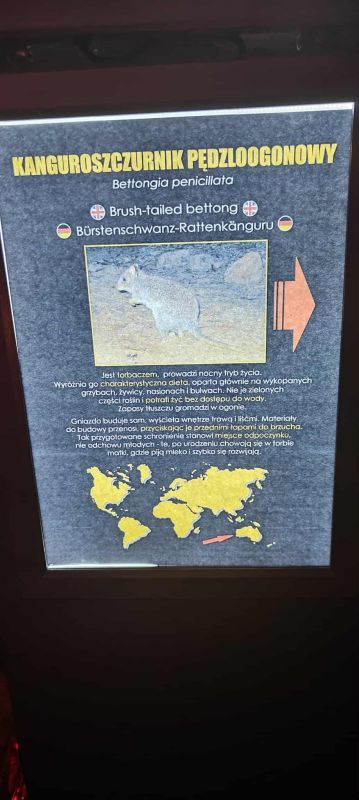 KANGUROSZCZURNIK PĘDZLOOGONOWY
Bettongia penicillata
Brush-tailed bettong
Bürstenschwanz-Rattenkänguru
Jest torbaczem, prowadzi nocny tryb życia.
Wyróżnia go charakterystyczna dieta, oparta głównie na wykopanych
grzybach, żywicy, nasionach i bulwach. Nie je zielonych
części roślin i potrafi żyć bez dostępu do wody.
Zapasy tłuszczu gromadzi w ogonie.
Gniazdo buduje sam, wyściela wnętrze trawą i liśćmi. Materiały
do budowy przenosi, przyciskając je przednimi łapami do brzucha.
Tak przygotowane schronienie stanowi miejsce odpoczynku,
nie odchowu młodych - te, po urodzeniu chowają się w torbie
matki, gdzie piją mleko i szybko się rozwijają.